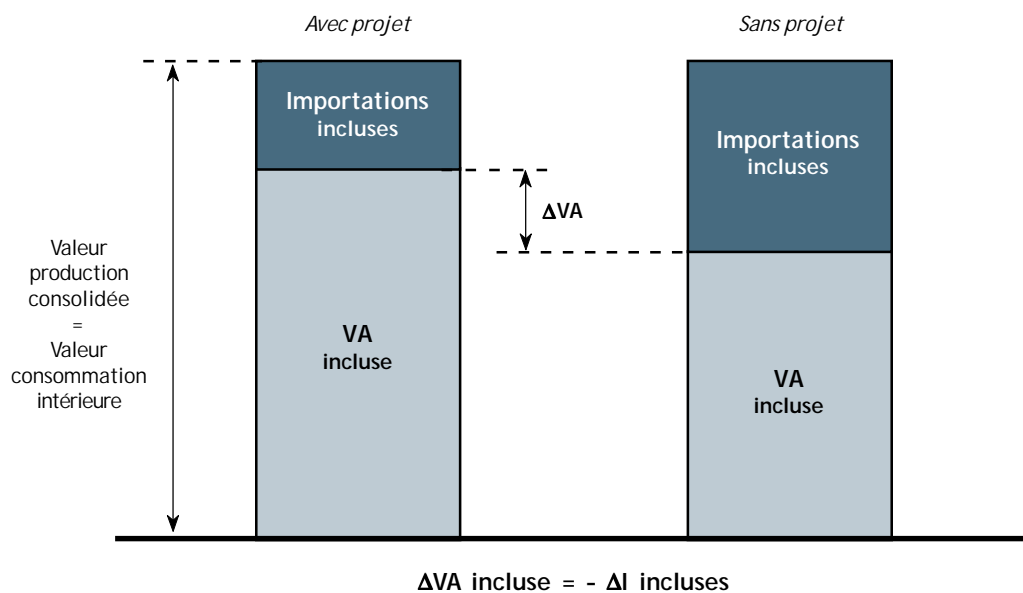 Avec projet
Sans projet
Importations
incluses
Importations
incluses
ΔVA
Valeur
production
consolidée
=
Valeur
consommation
intérieure
VA
incluse
VA
incluse
ΔVA incluse = - ΔI incluses